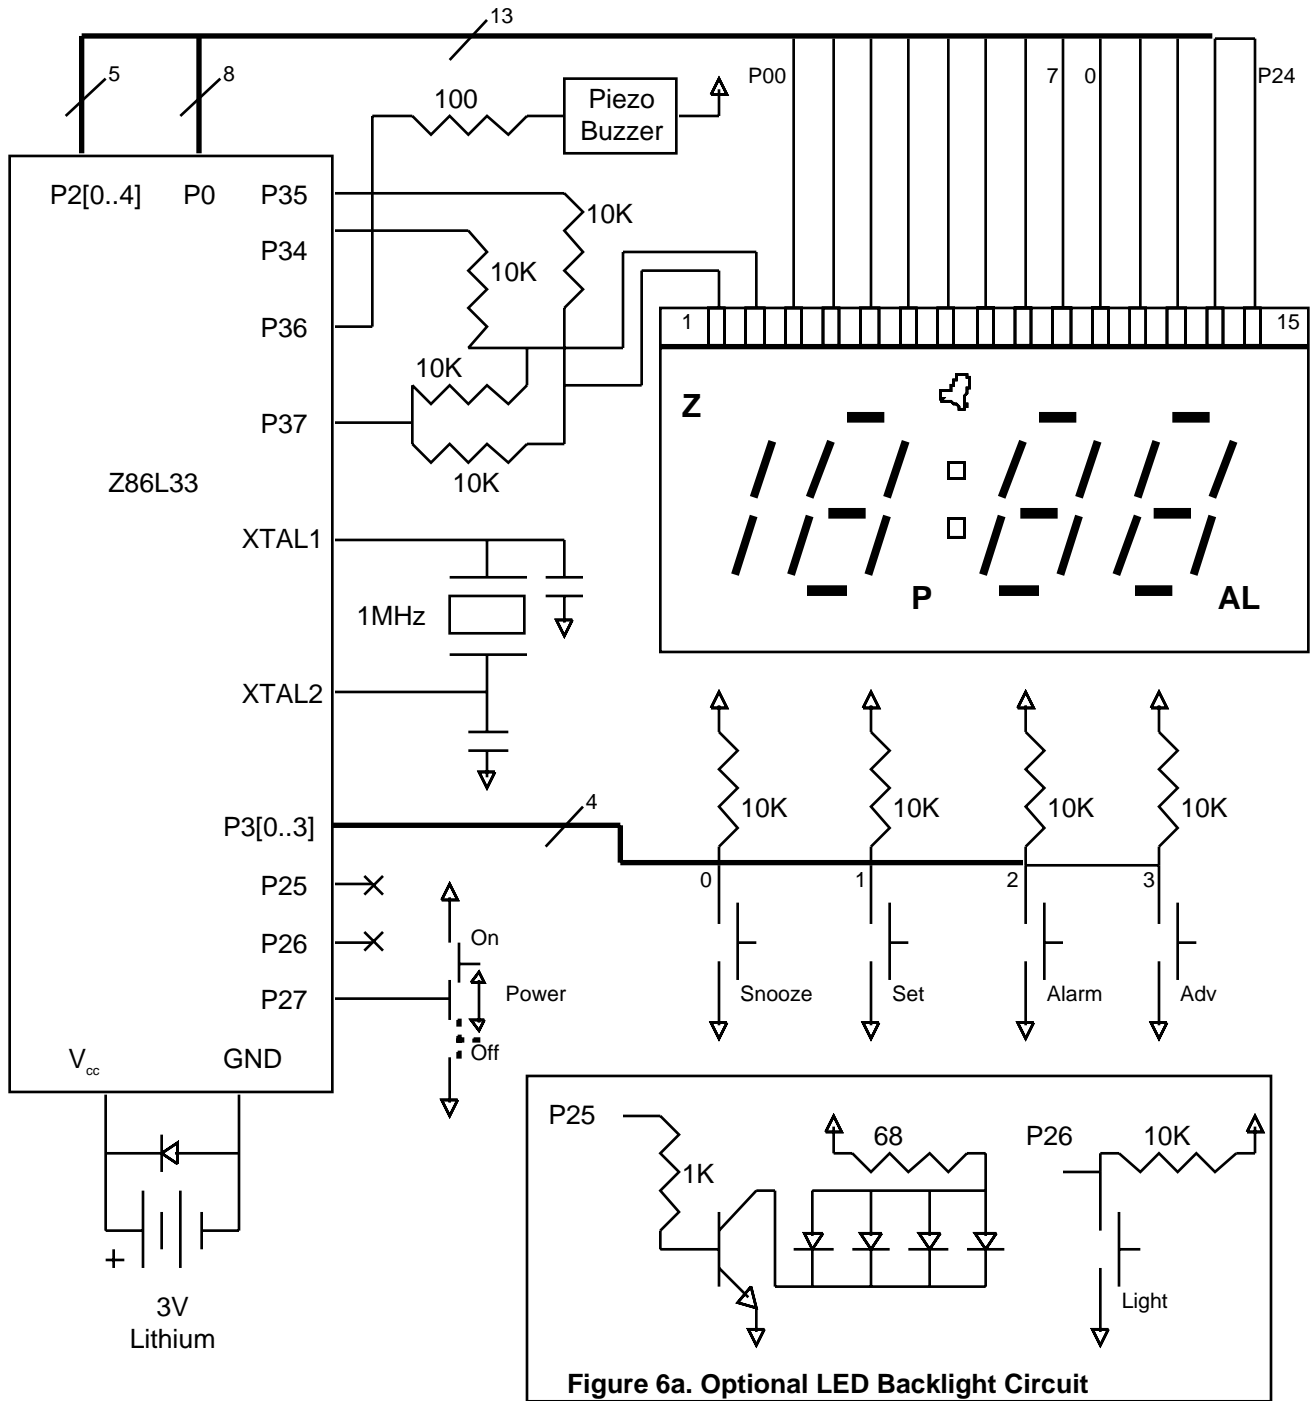 13
5
8
P00
7
0
P24
100
Piezo
Buzzer
P2[0..4]
P0
P35
10K
P34
10K
P36
1
15
10K
Z
P37
10K
Z86L33
XTAL1
P
AL
1MHz
XTAL2
10K
10K
10K
10K
4
P3[0..3]
0
1
2
3
P25
On
P26
P27
Power
Snooze
Set
Alarm
Adv
Off
Vcc
GND
P25
68
P26
10K
1K
+
3V
Lithium
Light
Figure 6a. Optional LED Backlight Circuit